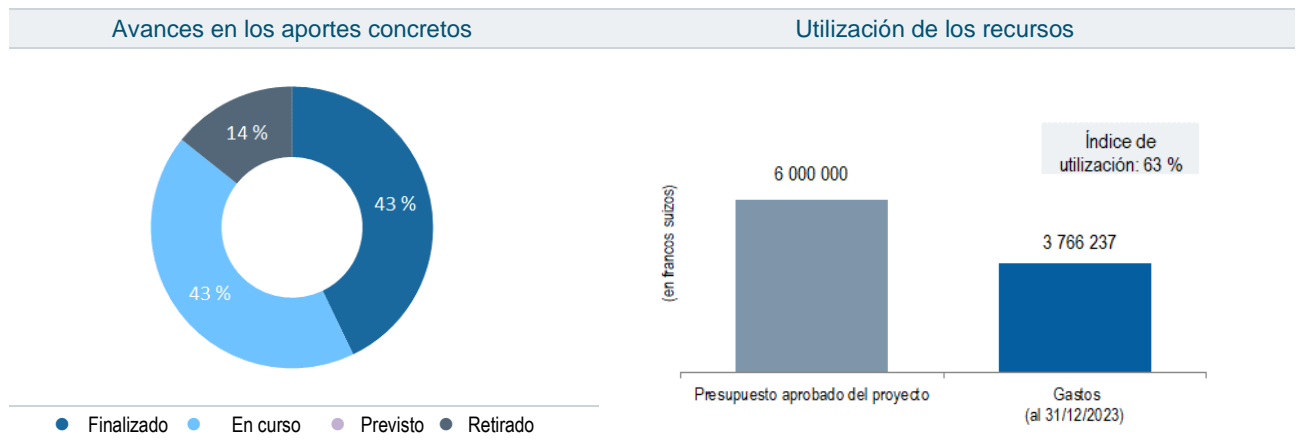 Avances en los aportes concretos
14 %
43 %
43 %
Finalizado En curso Previsto Retirado
Utilización de los recursos
Índice de
utilización: 63 %
6 000 000
3 766 237
(en francos suizos)
Presupuesto aprobado del proyecto
Gastos
(al 31/12/2023)